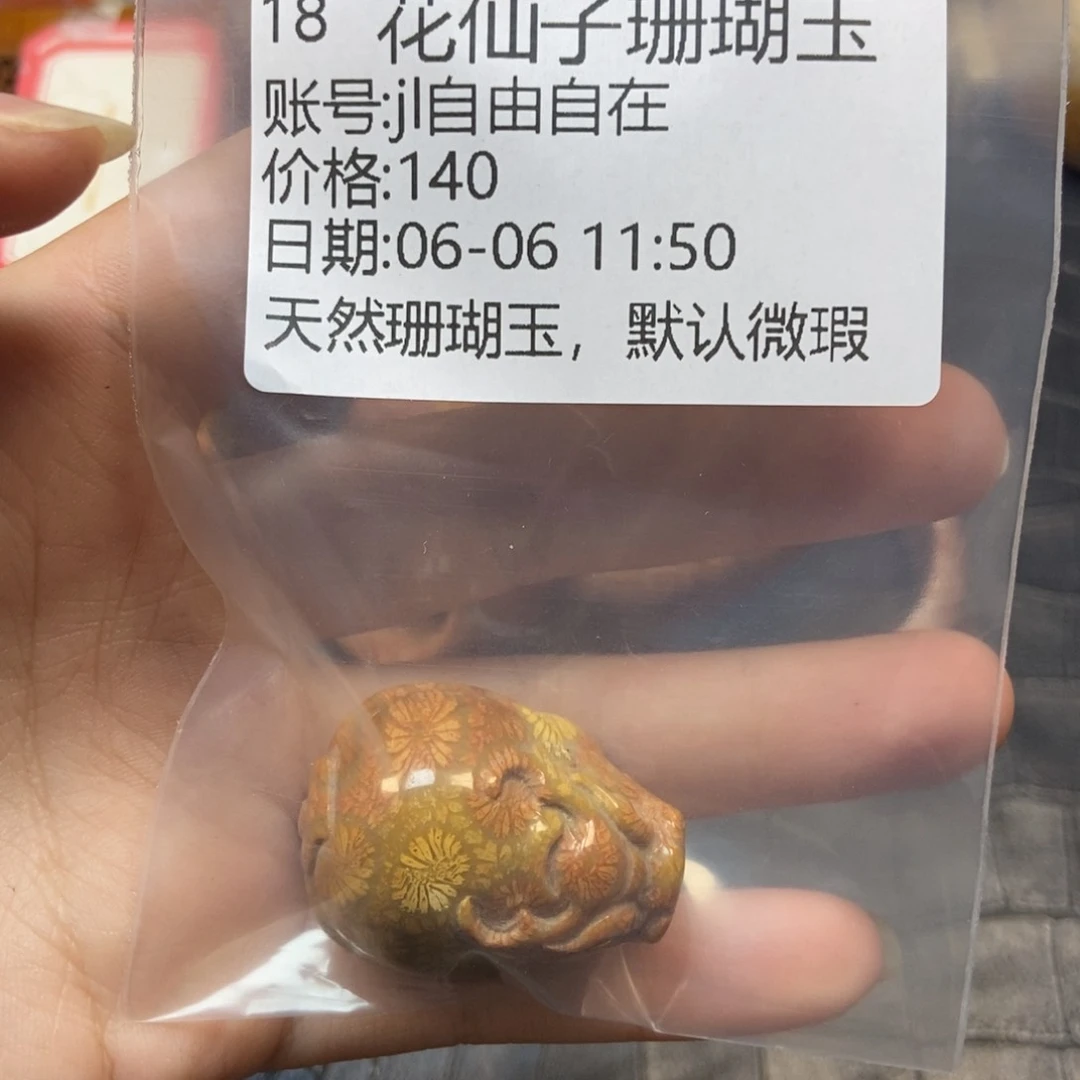 18 花仙子珊瑚玉
账号:jl自由自在
价格:140
日期:06-06 11:50
天然珊瑚玉，默认微瑕